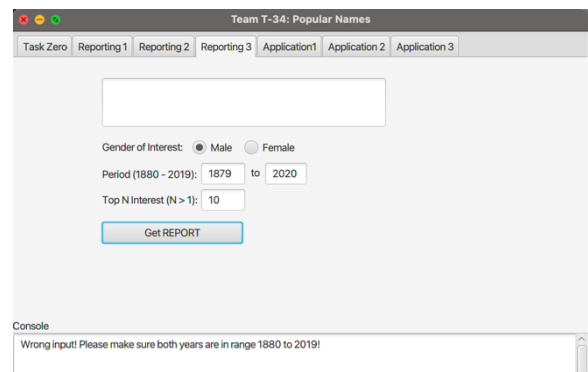 Team T-34: Popular Names
Task Zero Reporting 1 Reporting 2 Reporting 3 Application1 Application 2 Application 3
Gender of Interest: Male Female
Period (1880 - 2019): 1879 to 2020
Top N Interest (N > 1): 10
Get REPORT
Console
Wrong input! Please make sure both years are in range 1880 to 2019!